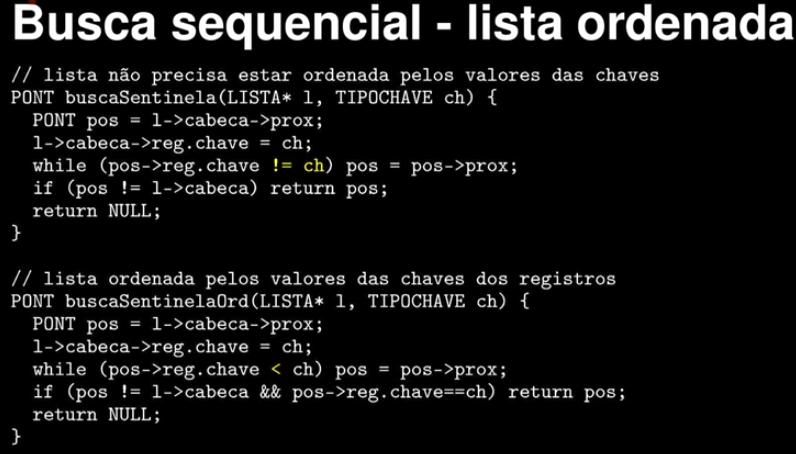 Busca sequencial - lista ordenada
// lista não precisa estar ordenada pelos valores das chaves
PONT buscaSentinela(LISTA* l, TIPOCHAVE ch) {
  PONT pos = l->cabeca->prox;
  l->cabeca->reg.chave = ch;
  while (pos->reg.chave != ch) pos = pos->prox;
  if (pos != l->cabeca) return pos;
  return NULL;
}
// lista ordenada pelos valores das chaves dos registros
PONT buscaSentinelaOrd(LISTA* l, TIPOCHAVE ch) {
  PONT pos = l->cabeca->prox;
  l->cabeca->reg.chave = ch;
  while (pos->reg.chave < ch) pos = pos->prox;
  if (pos != l->cabeca && pos->reg.chave==ch) return pos;
  return NULL;
}